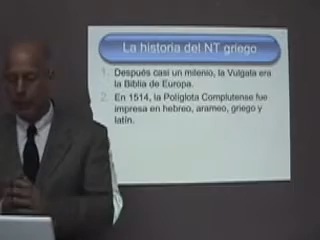 La historia del NT griego
1. Después casi un milenio, la Vulgata era
la Biblia de Europa.
2. En 1514, la Políglota Complutense fue
impresa en hebreo, arameo, griego y
latín.